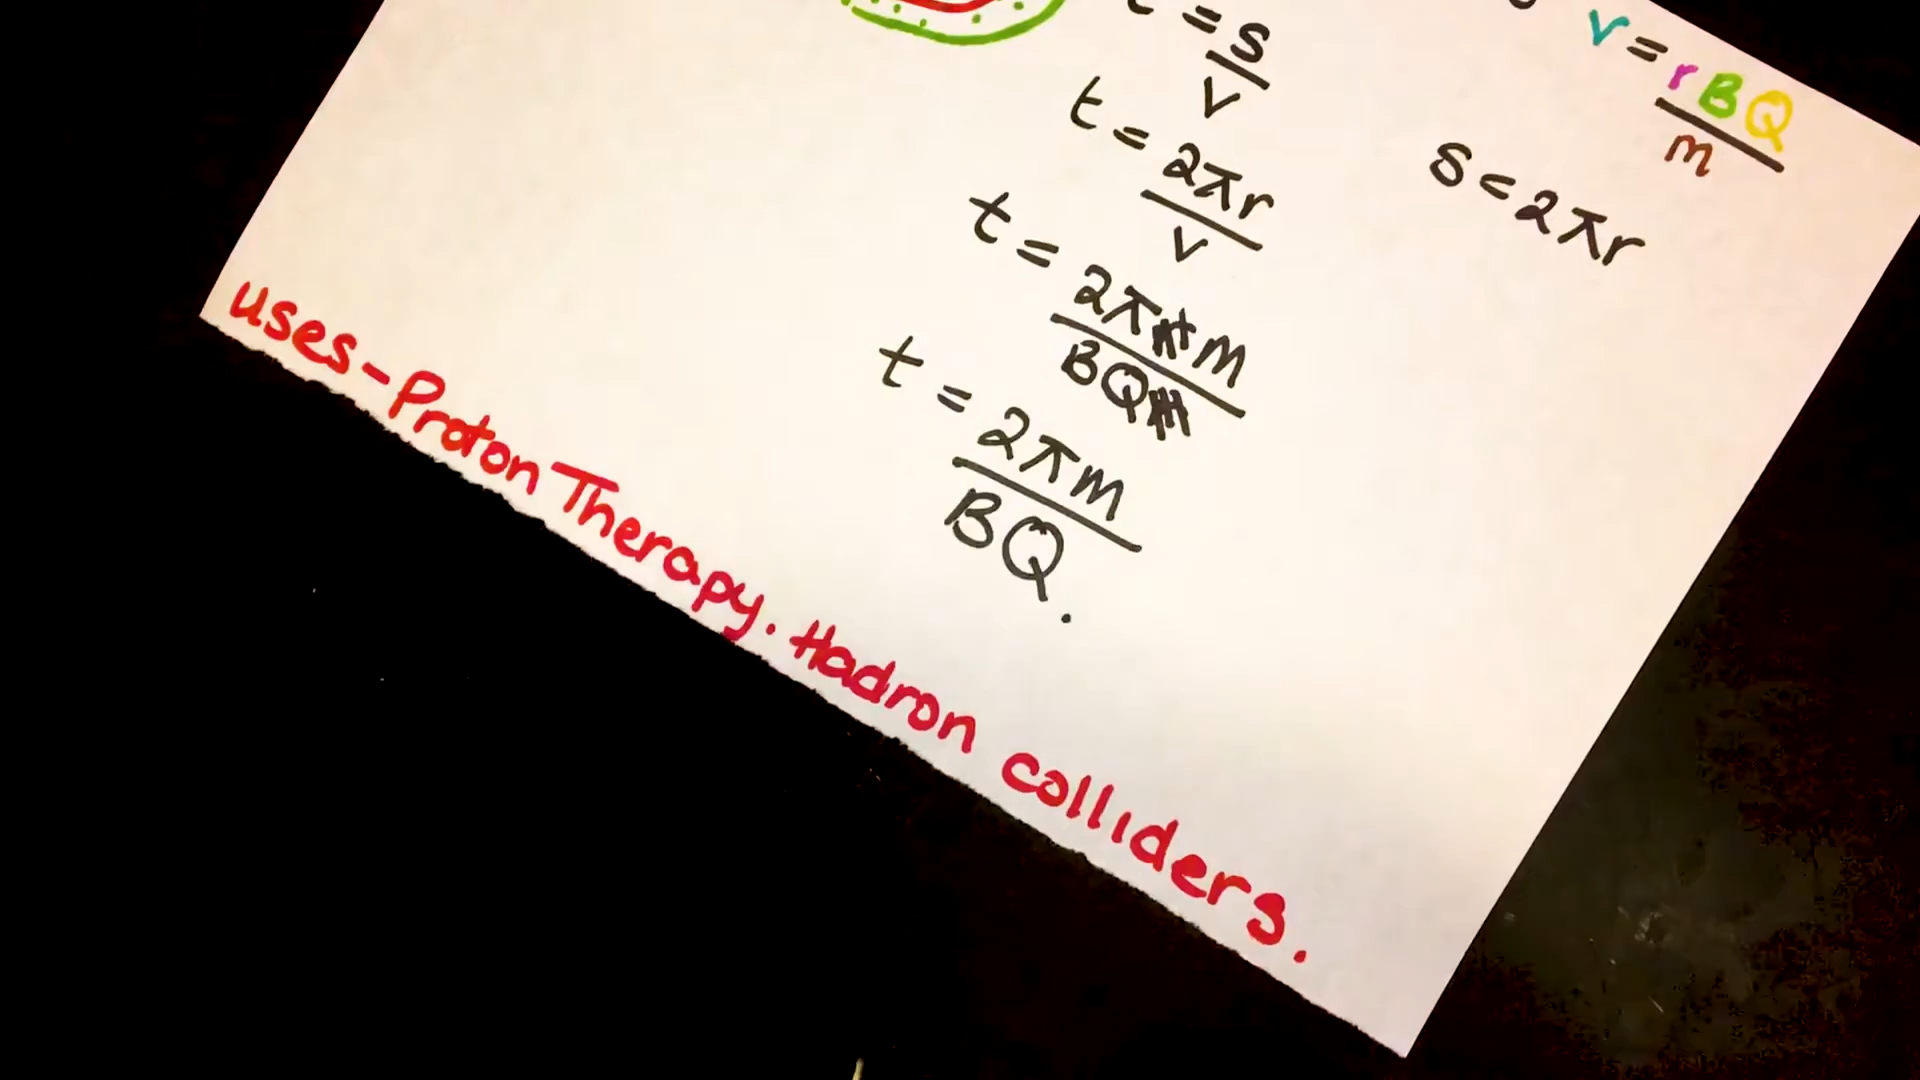 t = s/v
v = rBQ/m
t = 2πr/v
s = 2πr
t = 2πrm/BQr
t = 2πm/BQ.
uses - Proton Therapy. Hadron colliders.